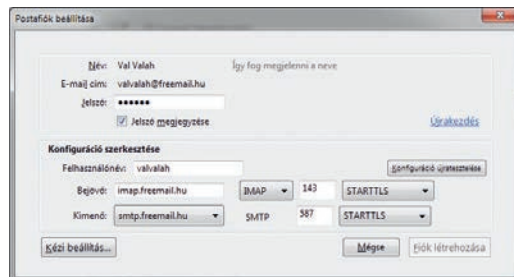 Postafiók beállítása
Név: Val Valah Így fog megjelenni a neve
E-mail cím: valvalah@freemail.hu
Jelszó: ••••••
Jelszó megjegyzése Újrakezdés
Konfiguráció szerkesztése
Felhasználónév: valvalah Konfiguráció újratesztelése
Bejövő: imap.freemail.hu IMAP 143 STARTTLS
Kimenő: smtp.freemail.hu SMTP 587 STARTTLS
Kézi beállítás... Mégse Fiók létrehozása